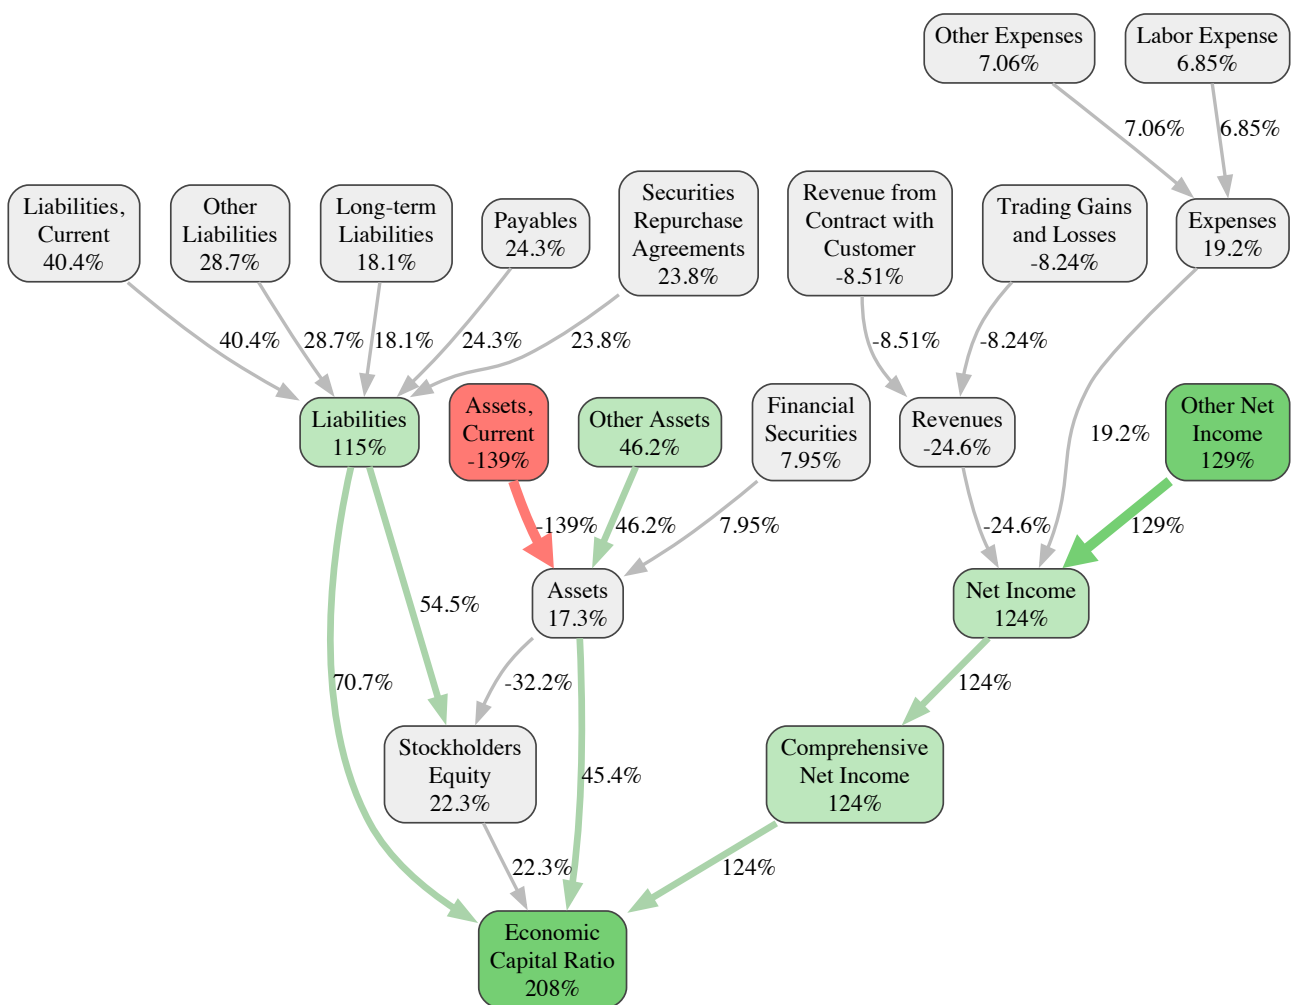 Other Expenses
7.06%
Labor Expense
6.85%
7.06%
6.85%
Liabilities,
Current
40.4%
Other
Liabilities
28.7%
Long-term
Liabilities
18.1%
Payables
24.3%
Securities
Repurchase
Agreements
23.8%
Revenue from
Contract with
Customer
-8.51%
Trading Gains
and Losses
-8.24%
Expenses
19.2%
40.4%
28.7%
18.1%
24.3%
23.8%
-8.51%
-8.24%
Liabilities
115%
Assets,
Current
-139%
Other Assets
46.2%
Financial
Securities
7.95%
Revenues
-24.6%
19.2%
Other Net
Income
129%
-139%
46.2%
7.95%
-24.6%
129%
54.5%
Assets
17.3%
Net Income
124%
70.7%
-32.2%
124%
Stockholders
Equity
22.3%
45.4%
Comprehensive
Net Income
124%
22.3%
124%
Economic
Capital Ratio
208%